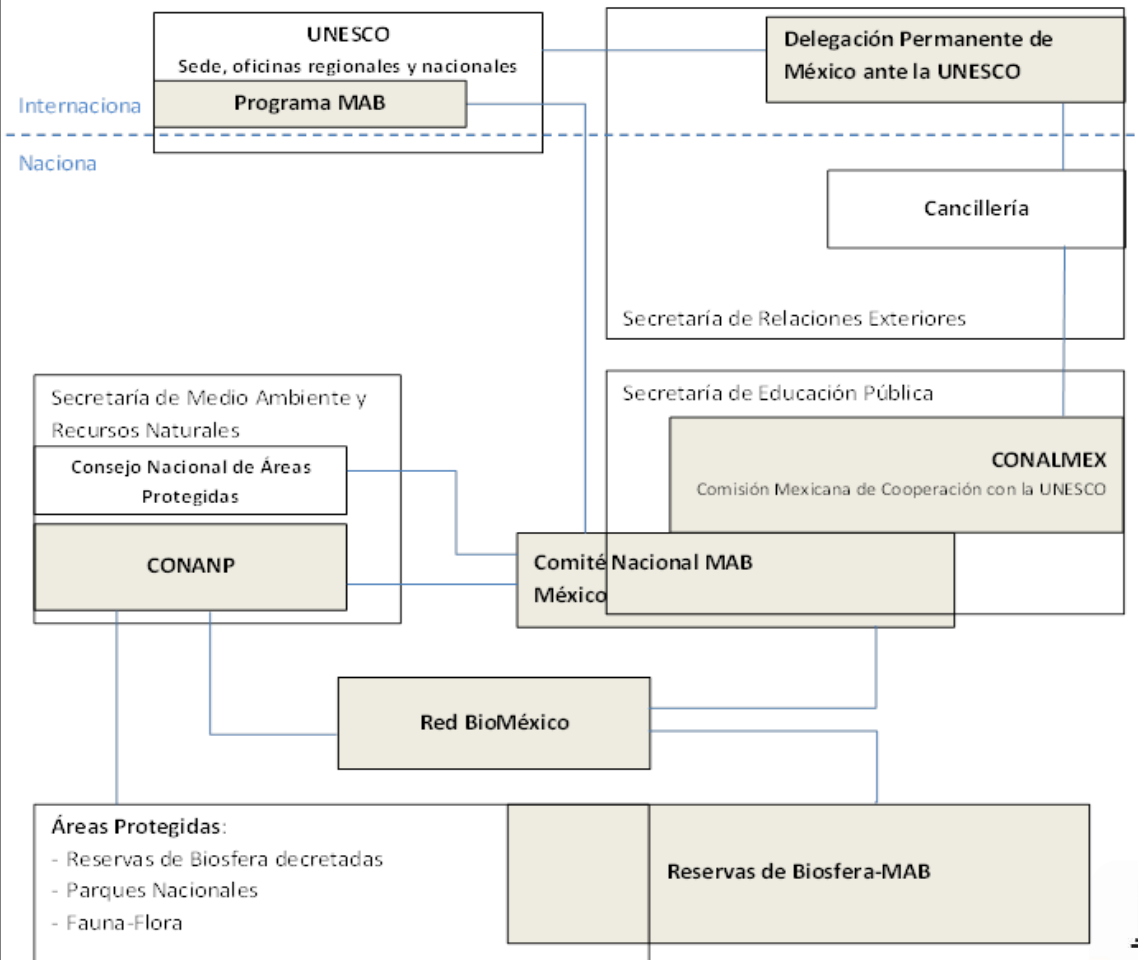 UNESCO
Sede, oficinas regionales y nacionales
Programa MAB
Delegación Permanente de
México ante la UNESCO
Internaciona
Naciona
Cancillería
Secretaría de Relaciones Exteriores
Secretaría de Medio Ambiente y
Recursos Naturales
Consejo Nacional de Áreas
Protegidas
CONANP
Secretaría de Educación Pública
CONALMEX
Comisión Mexicana de Cooperación con la UNESCO
Comité Nacional MAB
México
Red BioMéxico
Áreas Protegidas:
- Reservas de Biosfera decretadas
- Parques Nacionales
- Fauna-Flora
Reservas de Biosfera-MAB